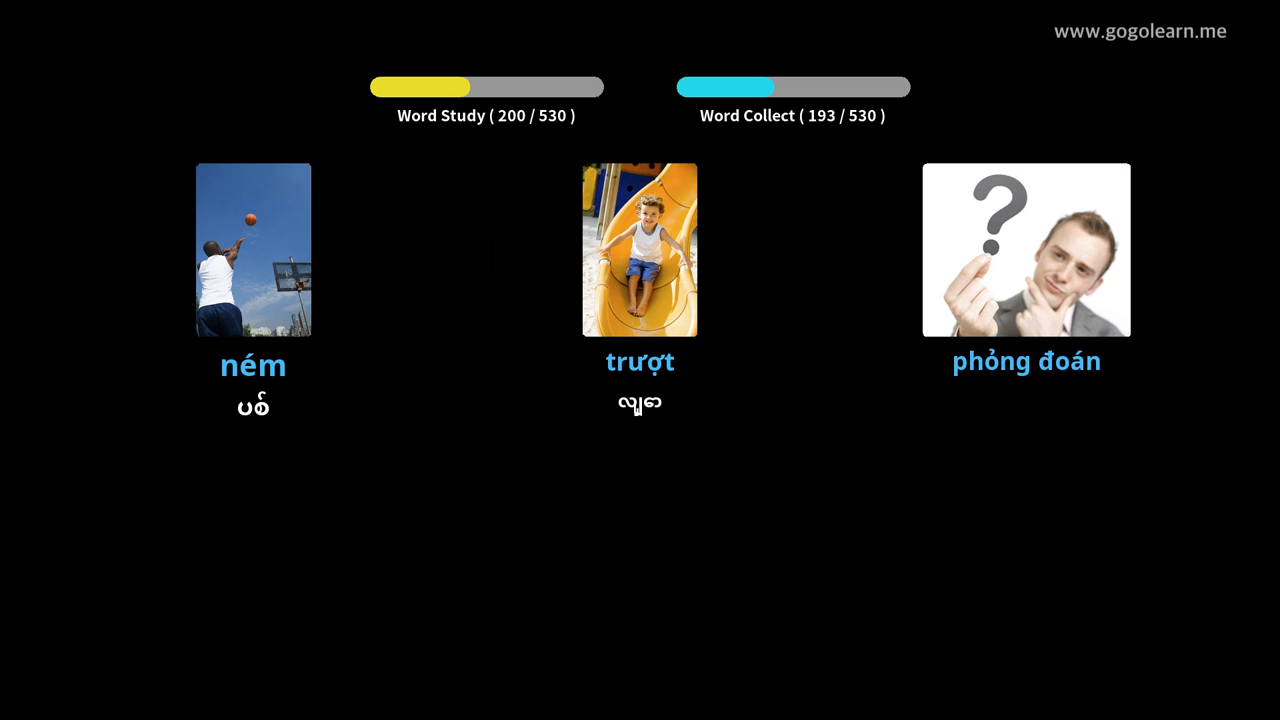 www.gogolearn.me
Word Study ( 200 / 530 )
Word Collect ( 193 / 530 )
ném
trượt
phỏng đoán
ပစ်
လျှော